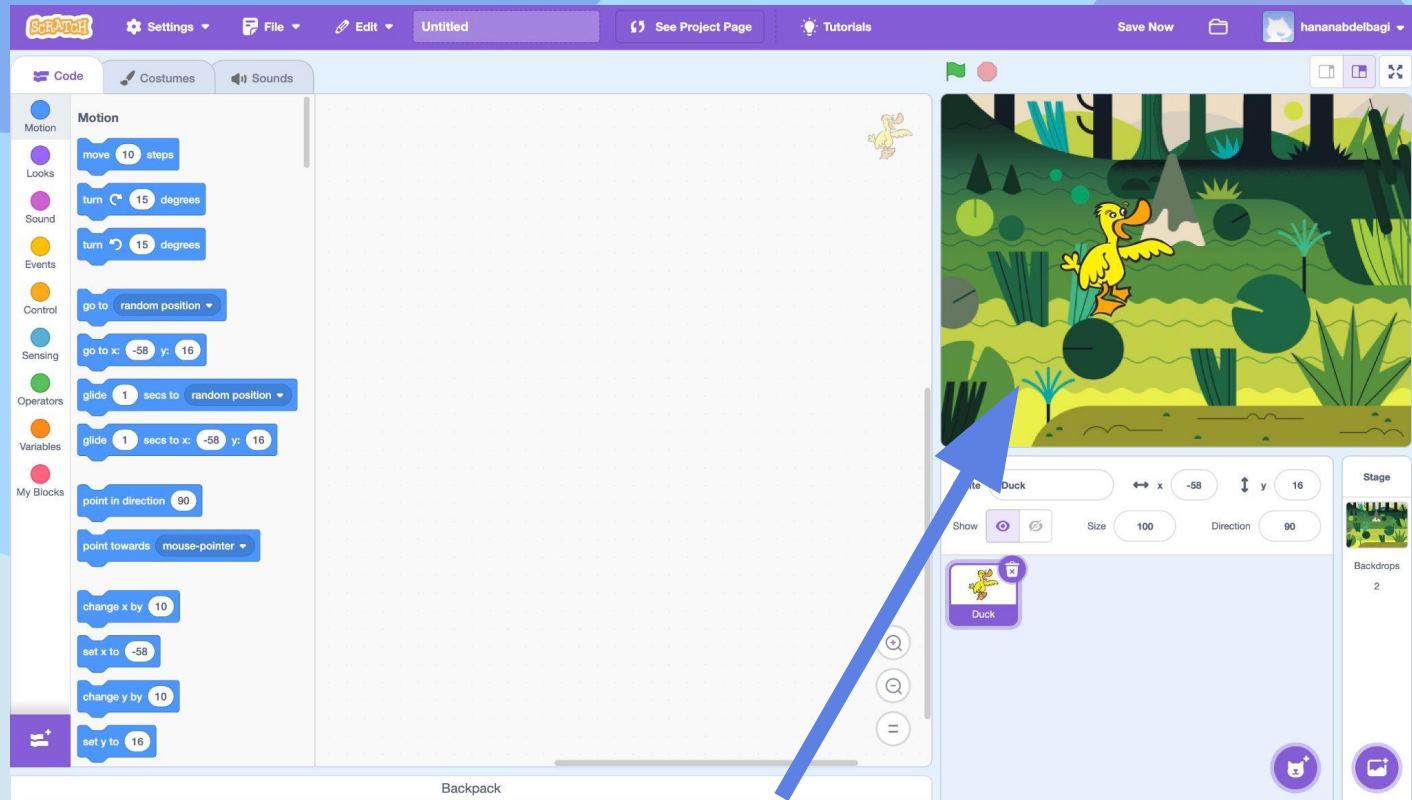 SCRATCH Settings File Edit Untitled See Project Page Tutorials Save Now hananabdelbagi
Code Costumes Sounds
Motion
Looks
Sound
Events
Control
Sensing
Operators
Variables
My Blocks
Motion
move 10 steps
turn 15 degrees
turn 15 degrees
go to random position
go to x: -58 y: 16
glide 1 secs to random position
glide 1 secs to x: -58 y: 16
point in direction 90
point towards mouse-pointer
change x by 10
set x to -58
change y by 10
set y to 16
=
Backpack
Duck x -58 y 16
Show Size 100 Direction 90
Duck
Stage
Backdrops
2